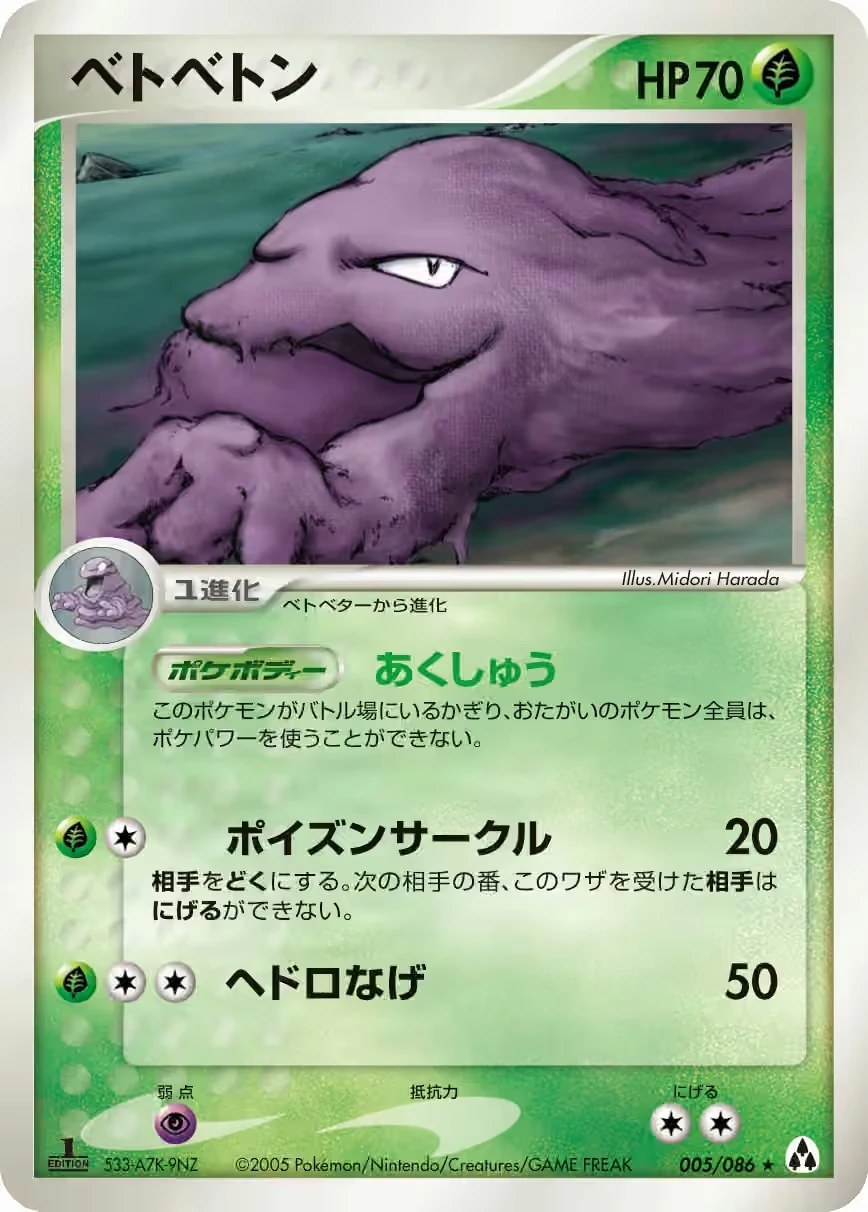 ベトベトン HP70
Illus.Midori Harada
1進化 ベトベターから進化
ポケボディー あくしゅう
このポケモンがバトル場にいるかぎり、おたがいのポケモン全員は、
ポケパワーを使うことができない。
ポイズンサークル 20
相手をどくにする。次の相手の番、このワザを受けた相手は
にげるができない。
ヘドロなげ 50
弱点 抵抗力 にげる
1 EDITION 533-A7K-9NZ ©2005 Pokémon/Nintendo/Creatures/GAME FREAK 005/086 ★